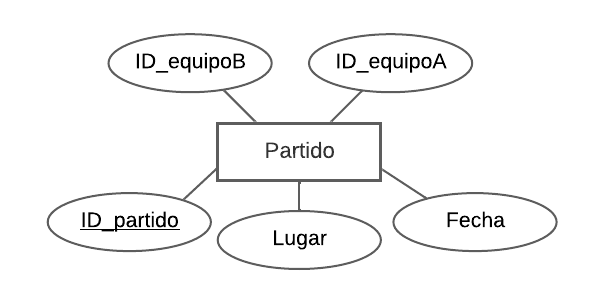 ID_equipoB
ID_equipoA
Partido
ID_partido
Lugar
Fecha